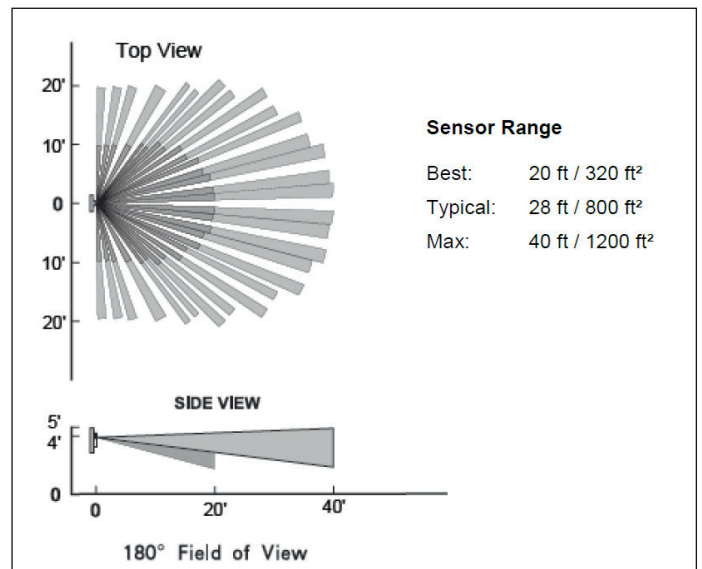 Top View
20'
10'
0
10'
20'
Sensor Range
Best: 20 ft / 320 ft²
Typical: 28 ft / 800 ft²
Max: 40 ft / 1200 ft²
SIDE VIEW
5'
4'
0
0 20' 40'
180° Field of View